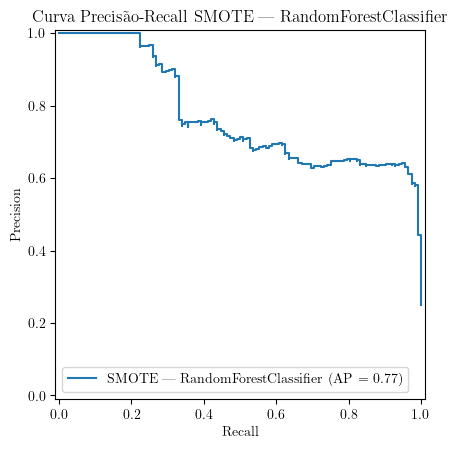 Curva Precisão-Recall SMOTE — RandomForestClassifier
1.0
0.8
0.6
0.4
0.2
0.0
Precision
SMOTE — RandomForestClassifier (AP = 0.77)
0.0 0.2 0.4 0.6 0.8 1.0
Recall